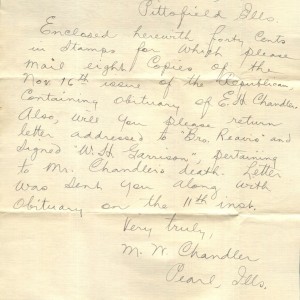 Pittsfield Ills.
Enclosed herewith forty Cents
in Stamps for which please
mail eight Copies of the
Nov 16th issue of the Republican,
Containing obituary of E. H. Chandler.
Also, will you please return
letter addressed to "Bro. Reavis" and
Signed "W. H. Garrison", pertaining
to Mr. Chandlers death. Letter
was sent you along with
obituary on the 11th inst.
Very truly,
M. W. Chandler
Pearl, Ills.